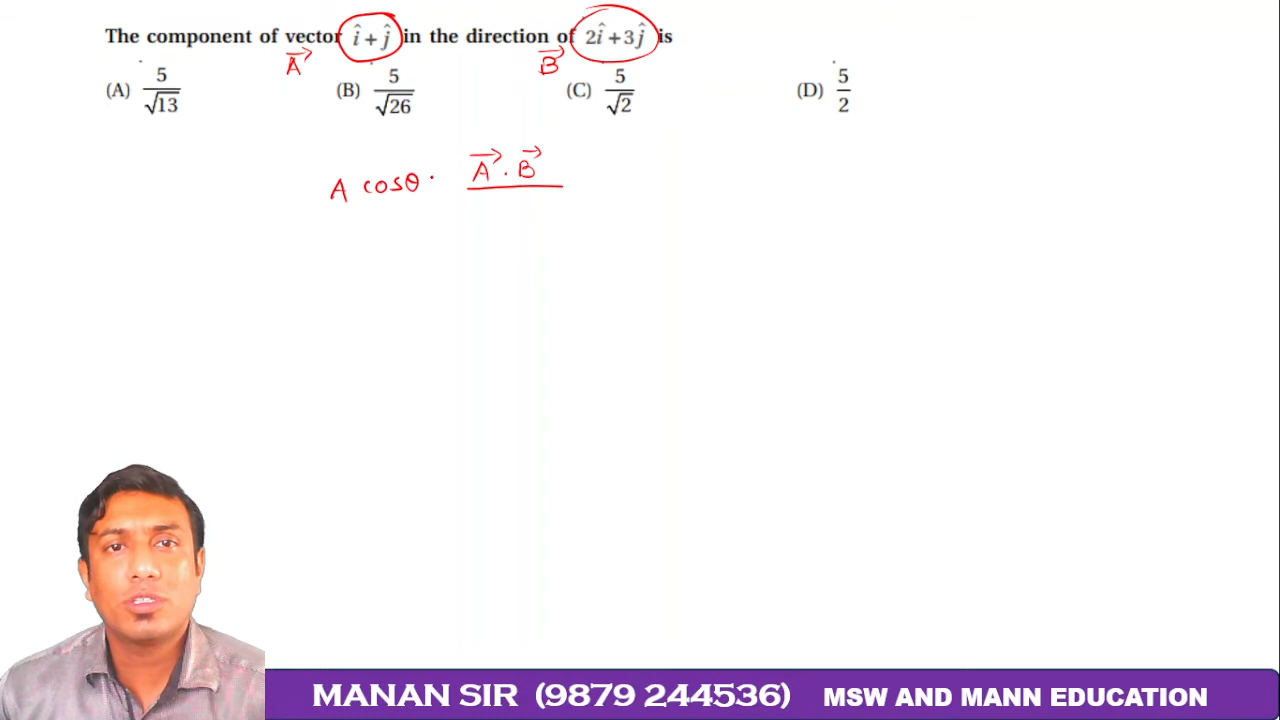 The component of vector î + ĵ in the direction of 2î + 3ĵ is
A⃗ B⃗
(A) 5/√13 (B) 5/√26 (C) 5/√2 (D) 5/2
A cosθ · A⃗ . B⃗
MANAN SIR (9879 244536) MSW AND MANN EDUCATION